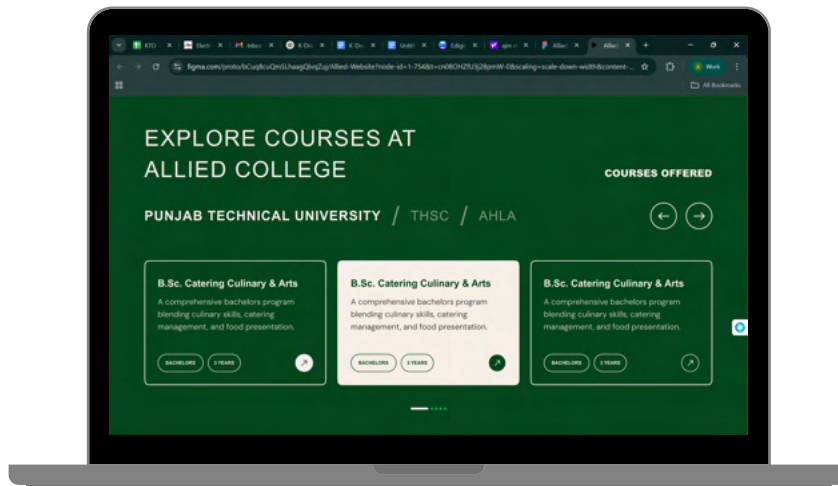 KTO
Inbox
Work
All Bookmarks
EXPLORE COURSES AT
ALLIED COLLEGE
COURSES OFFERED
PUNJAB TECHNICAL UNIVERSITY / THSC / AHLA
B.Sc. Catering Culinary & Arts
A comprehensive bachelors program
blending culinary skills, catering
management, and food presentation.
BACHELORS 3 YEARS
B.Sc. Catering Culinary & Arts
A comprehensive bachelors program
blending culinary skills, catering
management, and food presentation.
BACHELORS 3 YEARS
B.Sc. Catering Culinary & Arts
A comprehensive bachelors program
blending culinary skills, catering
management, and food presentation.
BACHELORS 3 YEARS